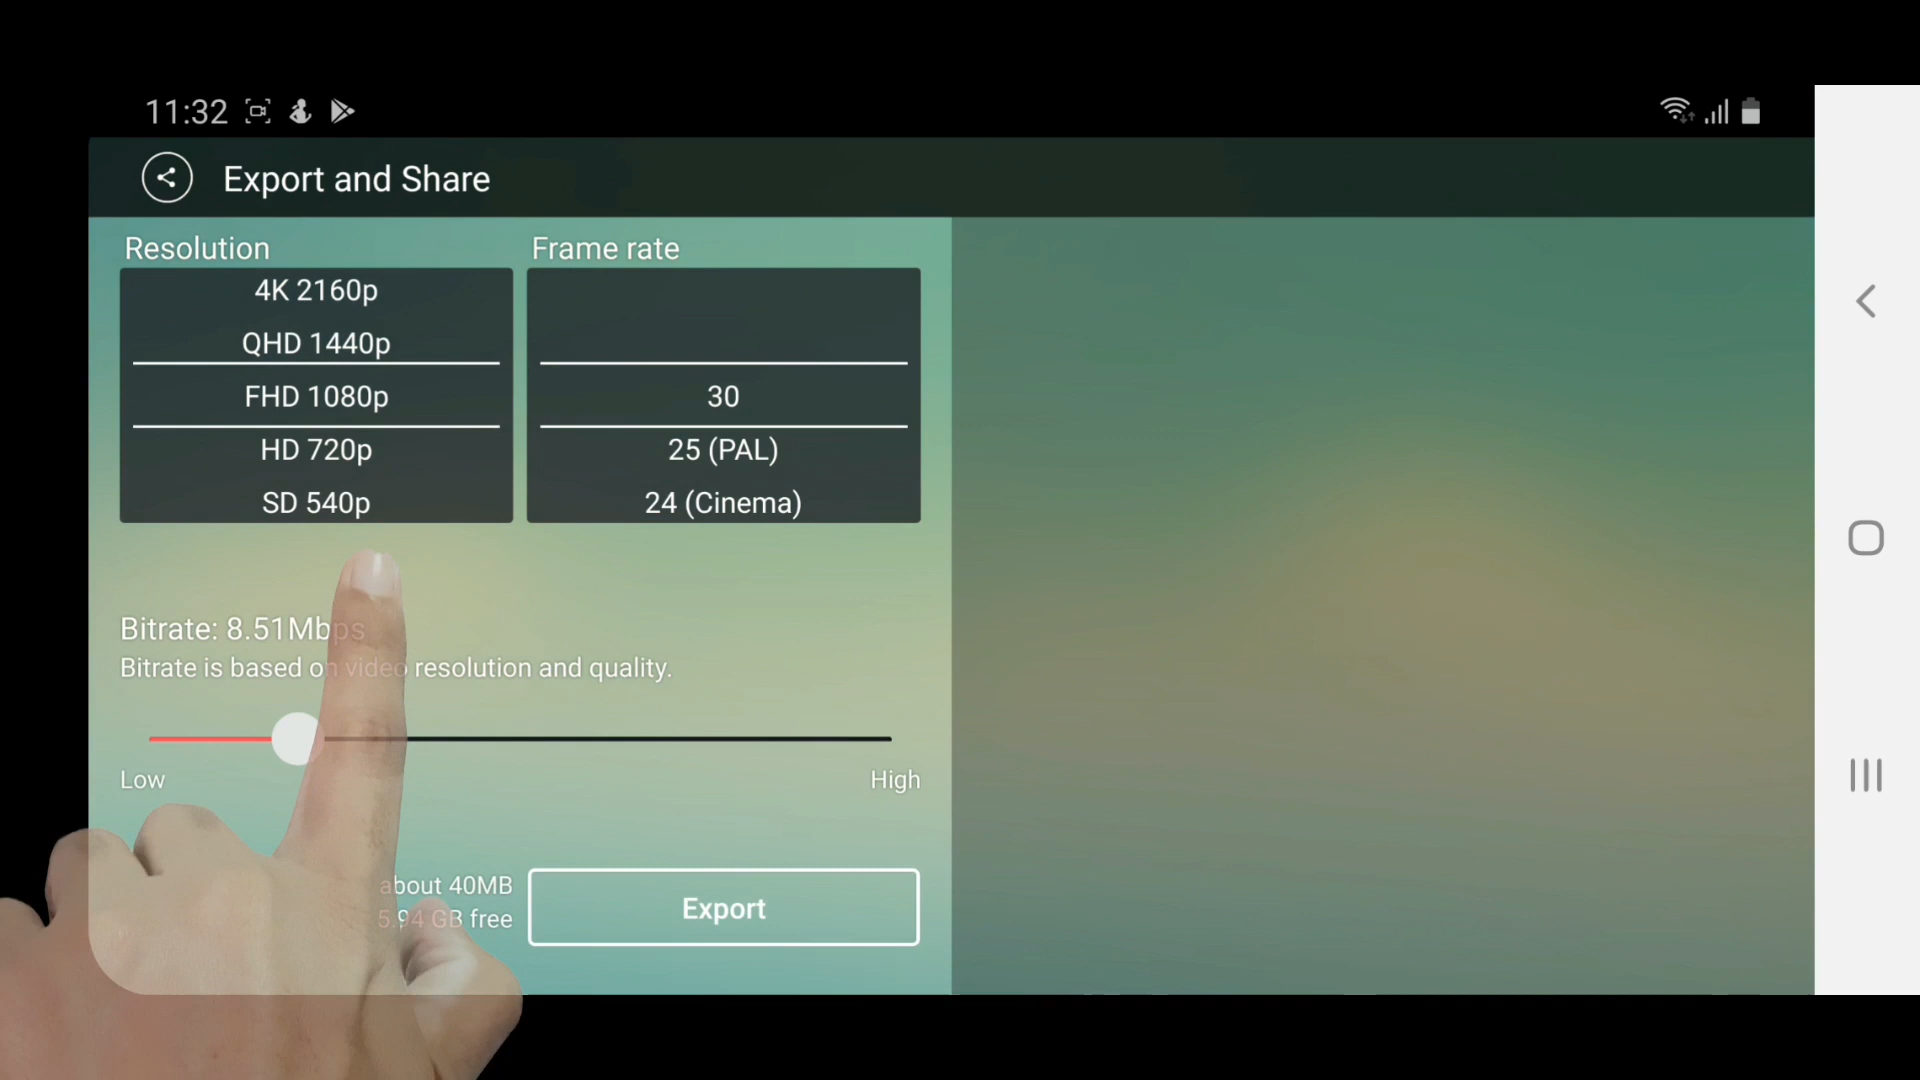 11:32
Export and Share
Resolution
4K 2160p
QHD 1440p
FHD 1080p
HD 720p
SD 540p
Frame rate
30
25 (PAL)
24 (Cinema)
Bitrate: 8.51Mbps
Bitrate is based on video resolution and quality.
Low
High
about 40MB
5.94 GB free
Export